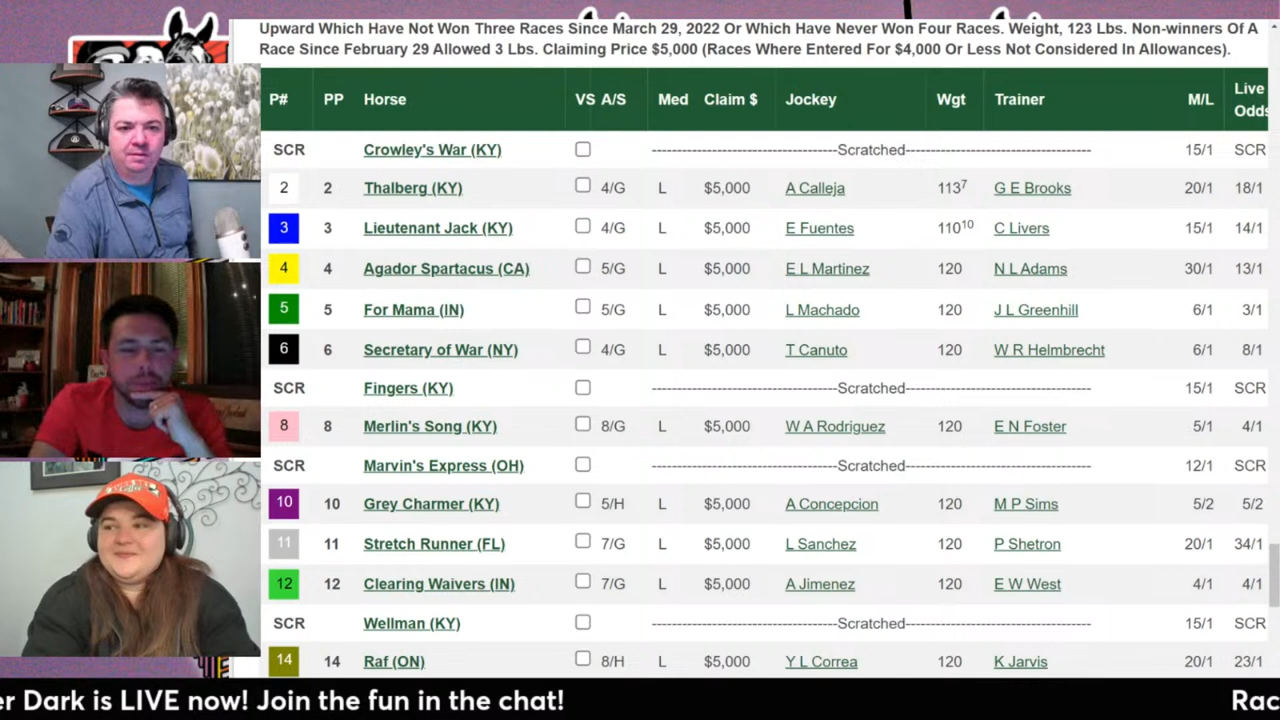 Upward Which Have Not Won Three Races Since March 29, 2022 Or Which Have Never Won Four Races. Weight, 123 Lbs. Non-winners Of A
Race Since February 29 Allowed 3 Lbs. Claiming Price $5,000 (Races Where Entered For $4,000 Or Less Not Considered In Allowances).
P# PP Horse VS A/S Med Claim $ Jockey Wgt Trainer M/L Live Odds
SCR Crowley's War (KY) -------------------------------------Scratched------------------------------------- 15/1 SCR
2 2 Thalberg (KY) 4/G L $5,000 A Calleja 113⁷ G E Brooks 20/1 18/1
3 3 Lieutenant Jack (KY) 4/G L $5,000 E Fuentes 110¹⁰ C Livers 15/1 14/1
4 4 Agador Spartacus (CA) 5/G L $5,000 E L Martinez 120 N L Adams 30/1 13/1
5 5 For Mama (IN) 5/G L $5,000 L Machado 120 J L Greenhill 6/1 3/1
6 6 Secretary of War (NY) 4/G L $5,000 T Canuto 120 W R Helmbrecht 6/1 8/1
SCR Fingers (KY) -------------------------------------Scratched------------------------------------- 15/1 SCR
8 8 Merlin's Song (KY) 8/G L $5,000 W A Rodriguez 120 E N Foster 5/1 4/1
SCR Marvin's Express (OH) -------------------------------------Scratched------------------------------------- 12/1 SCR
10 10 Grey Charmer (KY) 5/H L $5,000 A Concepcion 120 M P Sims 5/2 5/2
11 11 Stretch Runner (FL) 7/G L $5,000 L Sanchez 120 P Shetron 20/1 34/1
12 12 Clearing Waivers (IN) 7/G L $5,000 A Jimenez 120 E W West 4/1 4/1
SCR Wellman (KY) -------------------------------------Scratched------------------------------------- 15/1 SCR
14 14 Raf (ON) 8/H L $5,000 Y L Correa 120 K Jarvis 20/1 23/1
er Dark is LIVE now! Join the fun in the chat! Rac